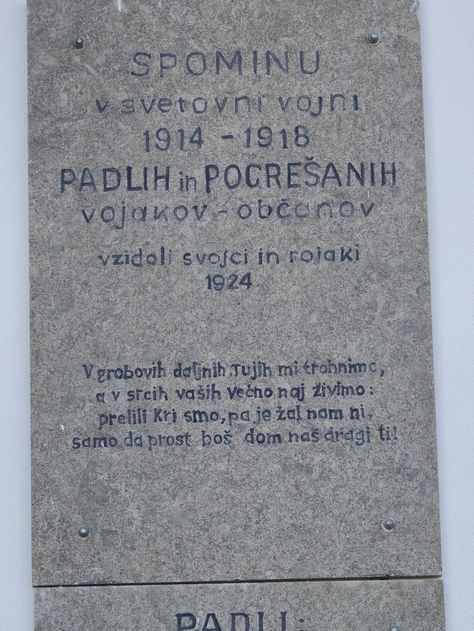 SPOMINU
v svetovni vojni
1914 - 1918
PADLIH in POGREŠANIH
vojakov - občanov
vzidali svojci in rojaki
1924
V grobovih daljnih, tujih mi trohnimo,
a v srcih vaših večno naj živimo:
prelili kri smo, pa je žal nam ni,
samo da prost boš dom naš dragi ti!
PADLI: